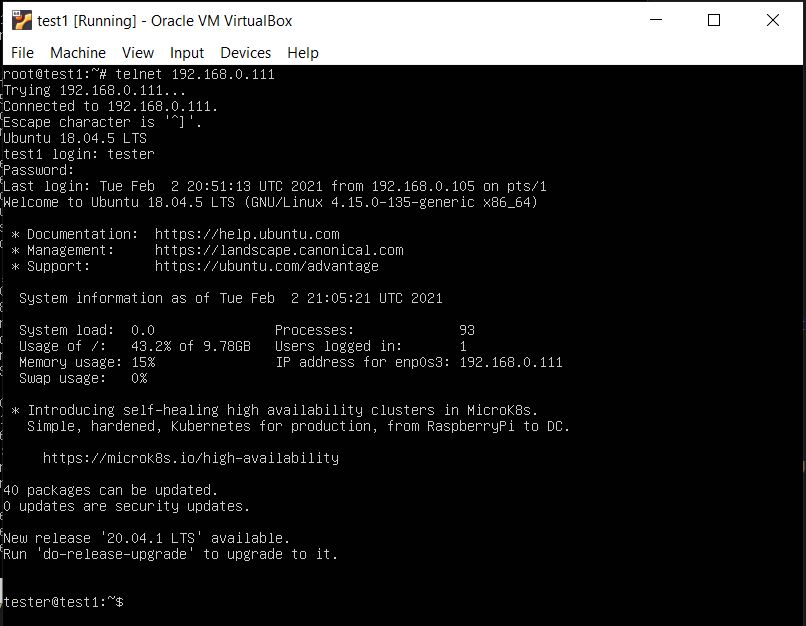 test1 [Running] - Oracle VM VirtualBox
File Machine View Input Devices Help
root@test1:~# telnet 192.168.0.111
Trying 192.168.0.111...
Connected to 192.168.0.111.
Escape character is '^]'.
Ubuntu 18.04.5 LTS
test1 login: tester
Password:
Last login: Tue Feb  2 20:51:13 UTC 2021 from 192.168.0.105 on pts/1
Welcome to Ubuntu 18.04.5 LTS (GNU/Linux 4.15.0-135-generic x86_64)
 * Documentation:  https://help.ubuntu.com
 * Management:     https://landscape.canonical.com
 * Support:        https://ubuntu.com/advantage
  System information as of Tue Feb  2 21:05:21 UTC 2021
  System load:  0.0               Processes:             93
  Usage of /:   43.2% of 9.78GB   Users logged in:       1
  Memory usage: 15%               IP address for enp0s3: 192.168.0.111
  Swap usage:   0%
 * Introducing self-healing high availability clusters in MicroK8s.
   Simple, hardened, Kubernetes for production, from RaspberryPi to DC.
     https://microk8s.io/high-availability
40 packages can be updated.
0 updates are security updates.
New release '20.04.1 LTS' available.
Run 'do-release-upgrade' to upgrade to it.
tester@test1:~$